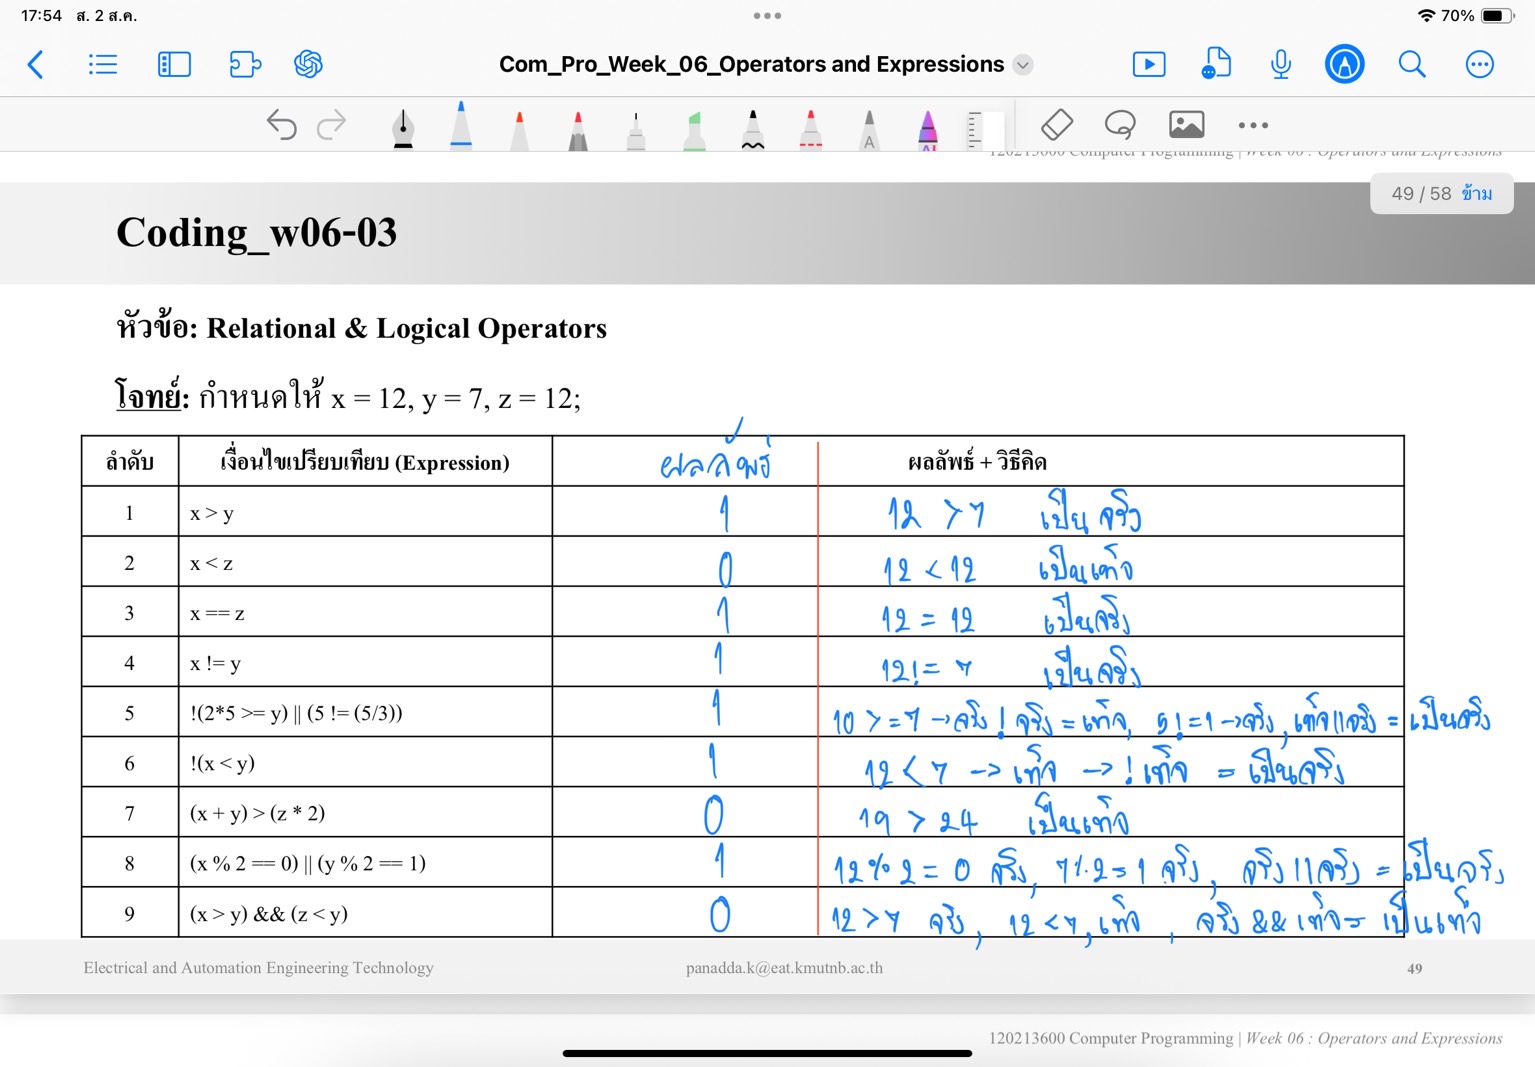 17:54 ส. 2 ส.ค.
70%
Com_Pro_Week_06_Operators and Expressions
120213600 Computer Programming | Week 06 : Operators and Expressions
49 / 58 ข้าม
Coding_w06-03
หัวข้อ: Relational & Logical Operators
โจทย์: กำหนดให้ x = 12, y = 7, z = 12;
ลำดับ เงื่อนไขเปรียบเทียบ (Expression) ผลลัพธ์ ผลลัพธ์ + วิธีคิด
1 x > y 1 12 > 7 เป็นจริง
2 x < z 0 12 < 12 เป็นเท็จ
3 x == z 1 12 = 12 เป็นจริง
4 x != y 1 12 != 7 เป็นจริง
5 !(2*5 >= y) || (5 != (5/3)) 1 10 >= 7 -> จริง ! จริง = เท็จ, 5 != 1 -> จริง, เท็จ || จริง = เป็นจริง
6 !(x < y) 1 12 < 7 -> เท็จ -> ! เท็จ = เป็นจริง
7 (x + y) > (z * 2) 0 19 > 24 เป็นเท็จ
8 (x % 2 == 0) || (y % 2 == 1) 1 12 % 2 = 0 จริง, 7 % 2 = 1 จริง, จริง || จริง = เป็นจริง
9 (x > y) && (z < y) 0 12 > 7 จริง, 12 < 7, เท็จ, จริง && เท็จ = เป็นเท็จ
Electrical and Automation Engineering Technology panadda.k@eat.kmutnb.ac.th 49
120213600 Computer Programming | Week 06 : Operators and Expressions